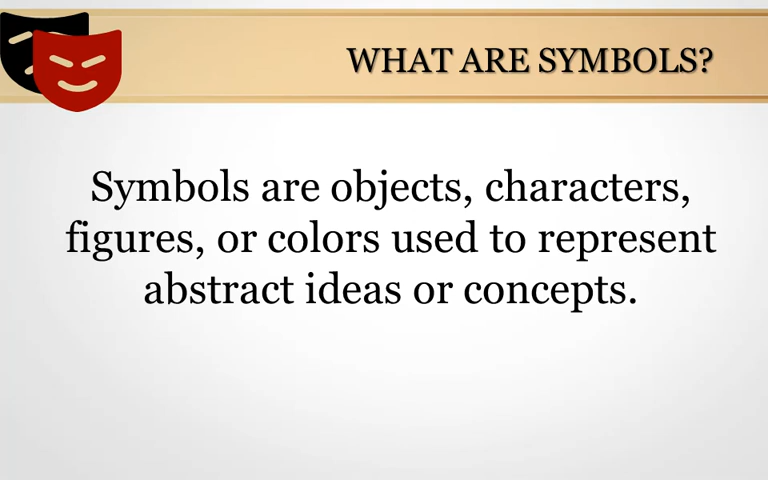 WHAT ARE SYMBOLS?
Symbols are objects, characters,
figures, or colors used to represent
abstract ideas or concepts.